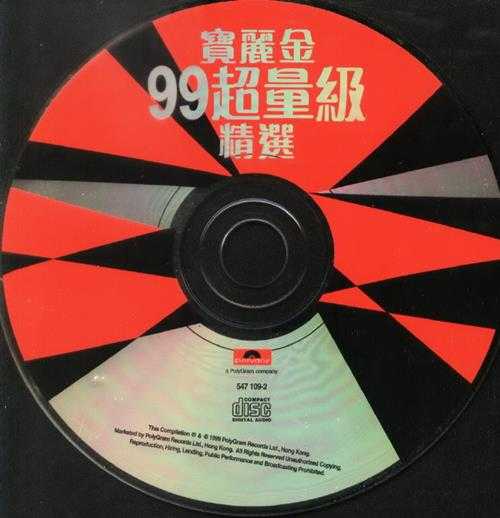 寶麗金
99超量級
精選
polydor
a PolyGram company
547 109-2
COMPACT
disc
DIGITAL AUDIO
This Compilation ℗ & © 1999 PolyGram Records Ltd., Hong Kong.
Marketed by PolyGram Records Ltd., Hong Kong. All Rights Reserved Unauthorized Copying,
Reproduction, Hiring, Lending, Public Performance and Broadcasting Prohibited.